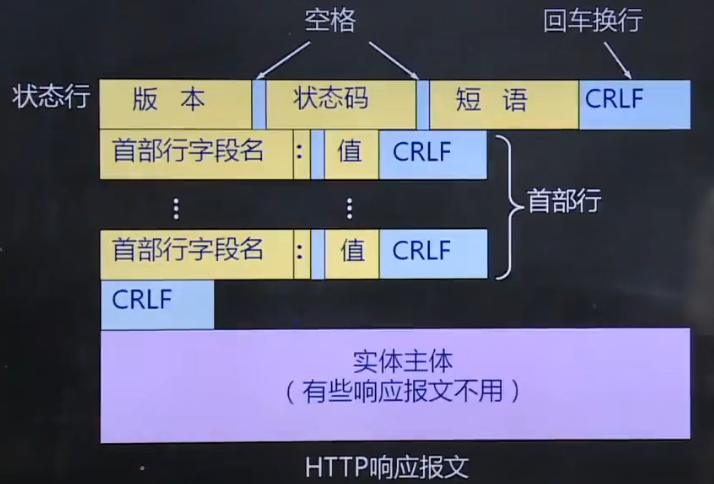 空格
回车换行
状态行
版 本
状态码
短 语
CRLF
首部行字段名
:
值
CRLF
⋮
⋮
首部行
首部行字段名
:
值
CRLF
CRLF
实体主体
（有些响应报文不用）
HTTP响应报文